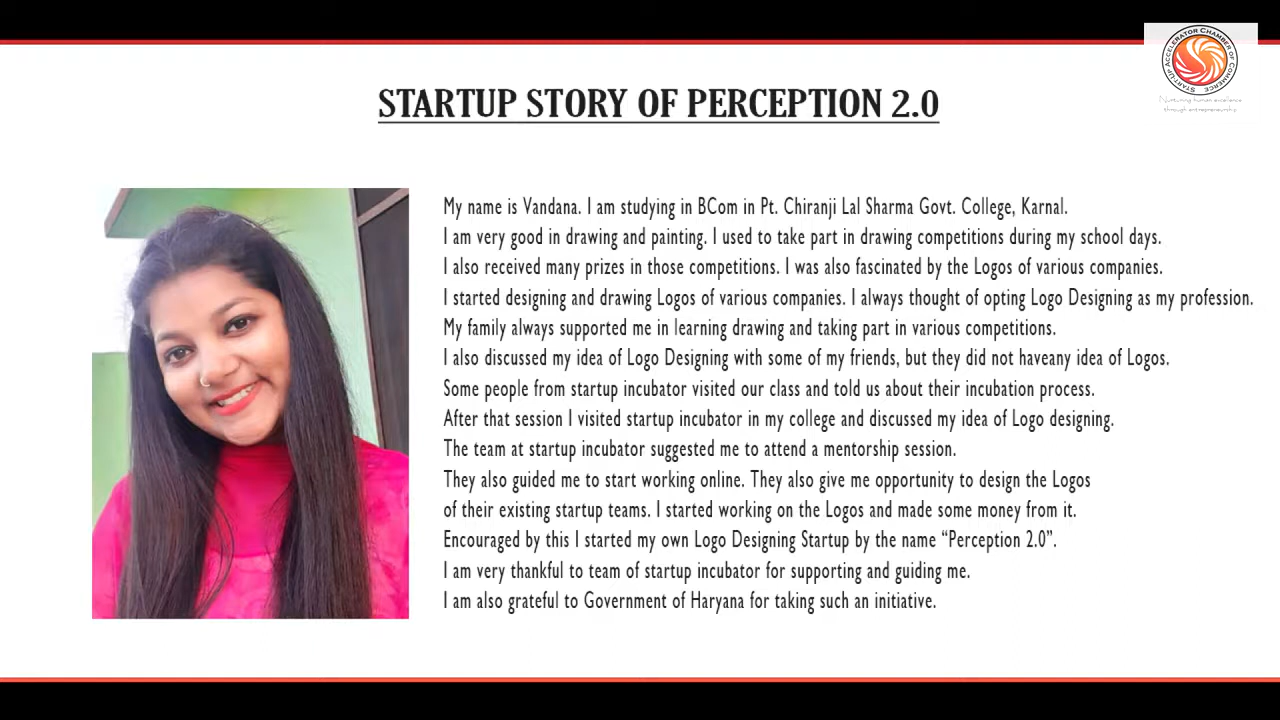 START-UP ACCELERATOR CHAMBER OF COMMERCE
Nurturing human excellence
through entrepreneurship
STARTUP STORY OF PERCEPTION 2.0
My name is Vandana. I am studying in BCom in Pt. Chiranji Lal Sharma Govt. College, Karnal.
I am very good in drawing and painting. I used to take part in drawing competitions during my school days.
I also received many prizes in those competitions. I was also fascinated by the Logos of various companies.
I started designing and drawing Logos of various companies. I always thought of opting Logo Designing as my profession.
My family always supported me in learning drawing and taking part in various competitions.
I also discussed my idea of Logo Designing with some of my friends, but they did not haveany idea of Logos.
Some people from startup incubator visited our class and told us about their incubation process.
After that session I visited startup incubator in my college and discussed my idea of Logo designing.
The team at startup incubator suggested me to attend a mentorship session.
They also guided me to start working online. They also give me opportunity to design the Logos
of their existing startup teams. I started working on the Logos and made some money from it.
Encouraged by this I started my own Logo Designing Startup by the name “Perception 2.0”.
I am very thankful to team of startup incubator for supporting and guiding me.
I am also grateful to Government of Haryana for taking such an initiative.